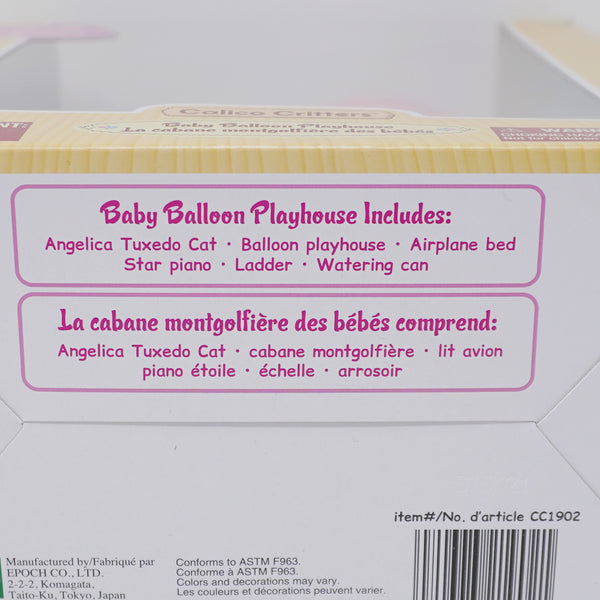 Calico Critters
Baby Balloon Playhouse
La cabane montgolfière des bébés
Baby Balloon Playhouse Includes:
Angelica Tuxedo Cat · Balloon playhouse · Airplane bed
Star piano · Ladder · Watering can
La cabane montgolfière des bébés comprend:
Angelica Tuxedo Cat · cabane montgolfière · lit avion
piano étoile · échelle · arrosoir
item#/No. d'article CC1902
Manufactured by/Fabriqué par
EPOCH CO., LTD.
2-2-2, Komagata,
Taito-Ku, Tokyo, Japan
Conforms to ASTM F963.
Conforme à ASTM F963.
Colors and decorations may vary.
Les couleurs et décorations peuvent varier.